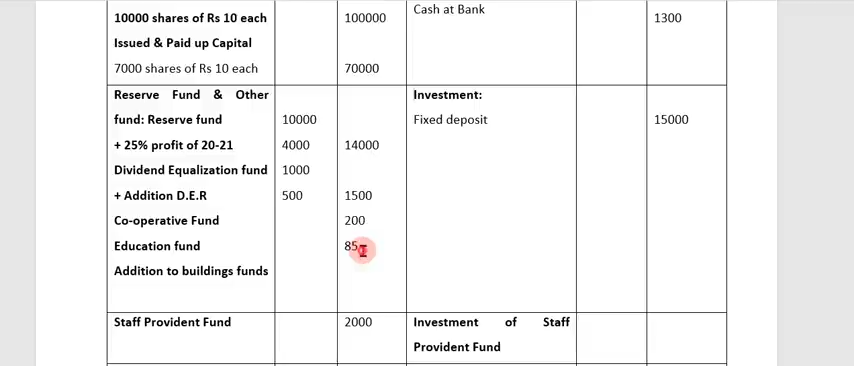 10000 shares of Rs 10 each 100000 Cash at Bank 1300
Issued & Paid up Capital
7000 shares of Rs 10 each 70000
Reserve Fund & Other Investment:
fund: Reserve fund 10000 Fixed deposit 15000
+ 25% profit of 20-21 4000 14000
Dividend Equalization fund 1000
+ Addition D.E.R 500 1500
Co-operative Fund 200
Education fund 85
Addition to buildings funds
Staff Provident Fund 2000 Investment of Staff
Provident Fund